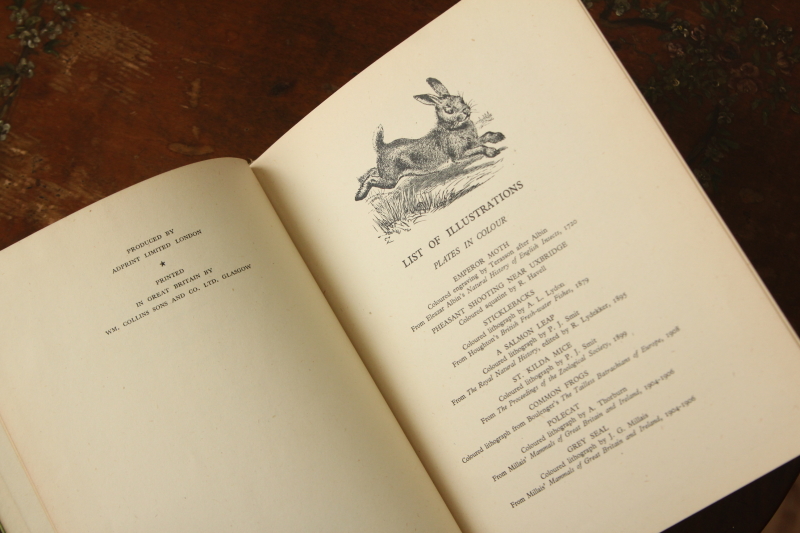 PRODUCED BY
ADPRINT LIMITED LONDON
★
PRINTED
IN GREAT BRITAIN BY
WM. COLLINS SONS AND CO. LTD. GLASGOW
LIST OF ILLUSTRATIONS
PLATES IN COLOUR
EMPEROR MOTH
Coloured engraving by Terasson after Albin
From Eleazar Albin's Natural History of English Insects, 1720
PHEASANT SHOOTING NEAR UXBRIDGE
Coloured aquatint by R. Havell
STICKLEBACKS
Coloured lithograph by A. L. Lydon
From Houghton's British Fresh-water Fishes, 1879
A SALMON LEAP
Coloured lithograph by P. J. Smit
From The Royal Natural History, edited by R. Lydekker, 1895
ST. KILDA MICE
Coloured lithograph by P. J. Smit
From The Proceedings of the Zoological Society, 1899
COMMON FROGS
Coloured lithograph from Boulenger's The Tailless Batrachians of Europe, 1908
POLECAT
Coloured lithograph by A. Thorburn
From Millais' Mammals of Great Britain and Ireland, 1904-1906
GREY SEAL
Coloured lithograph by J. G. Millais
From Millais' Mammals of Great Britain and Ireland, 1904-1906